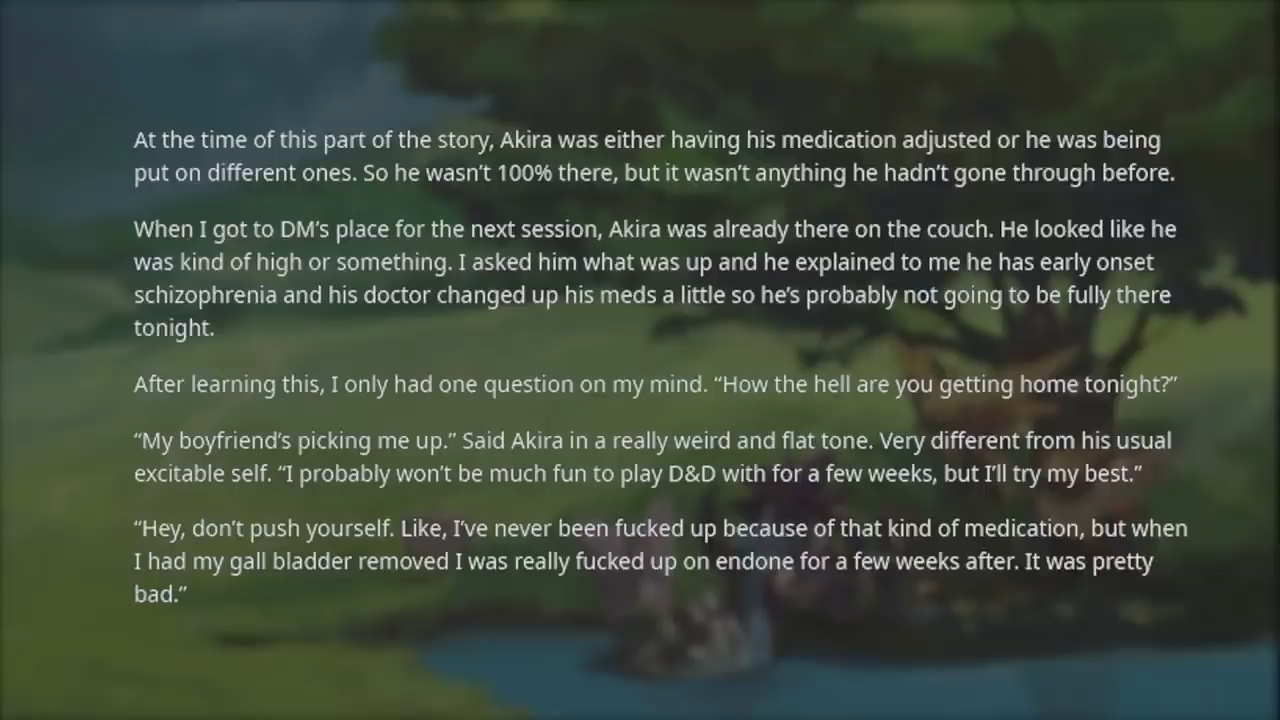 At the time of this part of the story, Akira was either having his medication adjusted or he was being
put on different ones. So he wasn’t 100% there, but it wasn’t anything he hadn’t gone through before.
When I got to DM’s place for the next session, Akira was already there on the couch. He looked like he
was kind of high or something. I asked him what was up and he explained to me he has early onset
schizophrenia and his doctor changed up his meds a little so he’s probably not going to be fully there
tonight.
After learning this, I only had one question on my mind. “How the hell are you getting home tonight?”
“My boyfriend’s picking me up.” Said Akira in a really weird and flat tone. Very different from his usual
excitable self. “I probably won’t be much fun to play D&D with for a few weeks, but I’ll try my best.”
“Hey, don’t push yourself. Like, I’ve never been fucked up because of that kind of medication, but when
I had my gall bladder removed I was really fucked up on endone for a few weeks after. It was pretty
bad.”